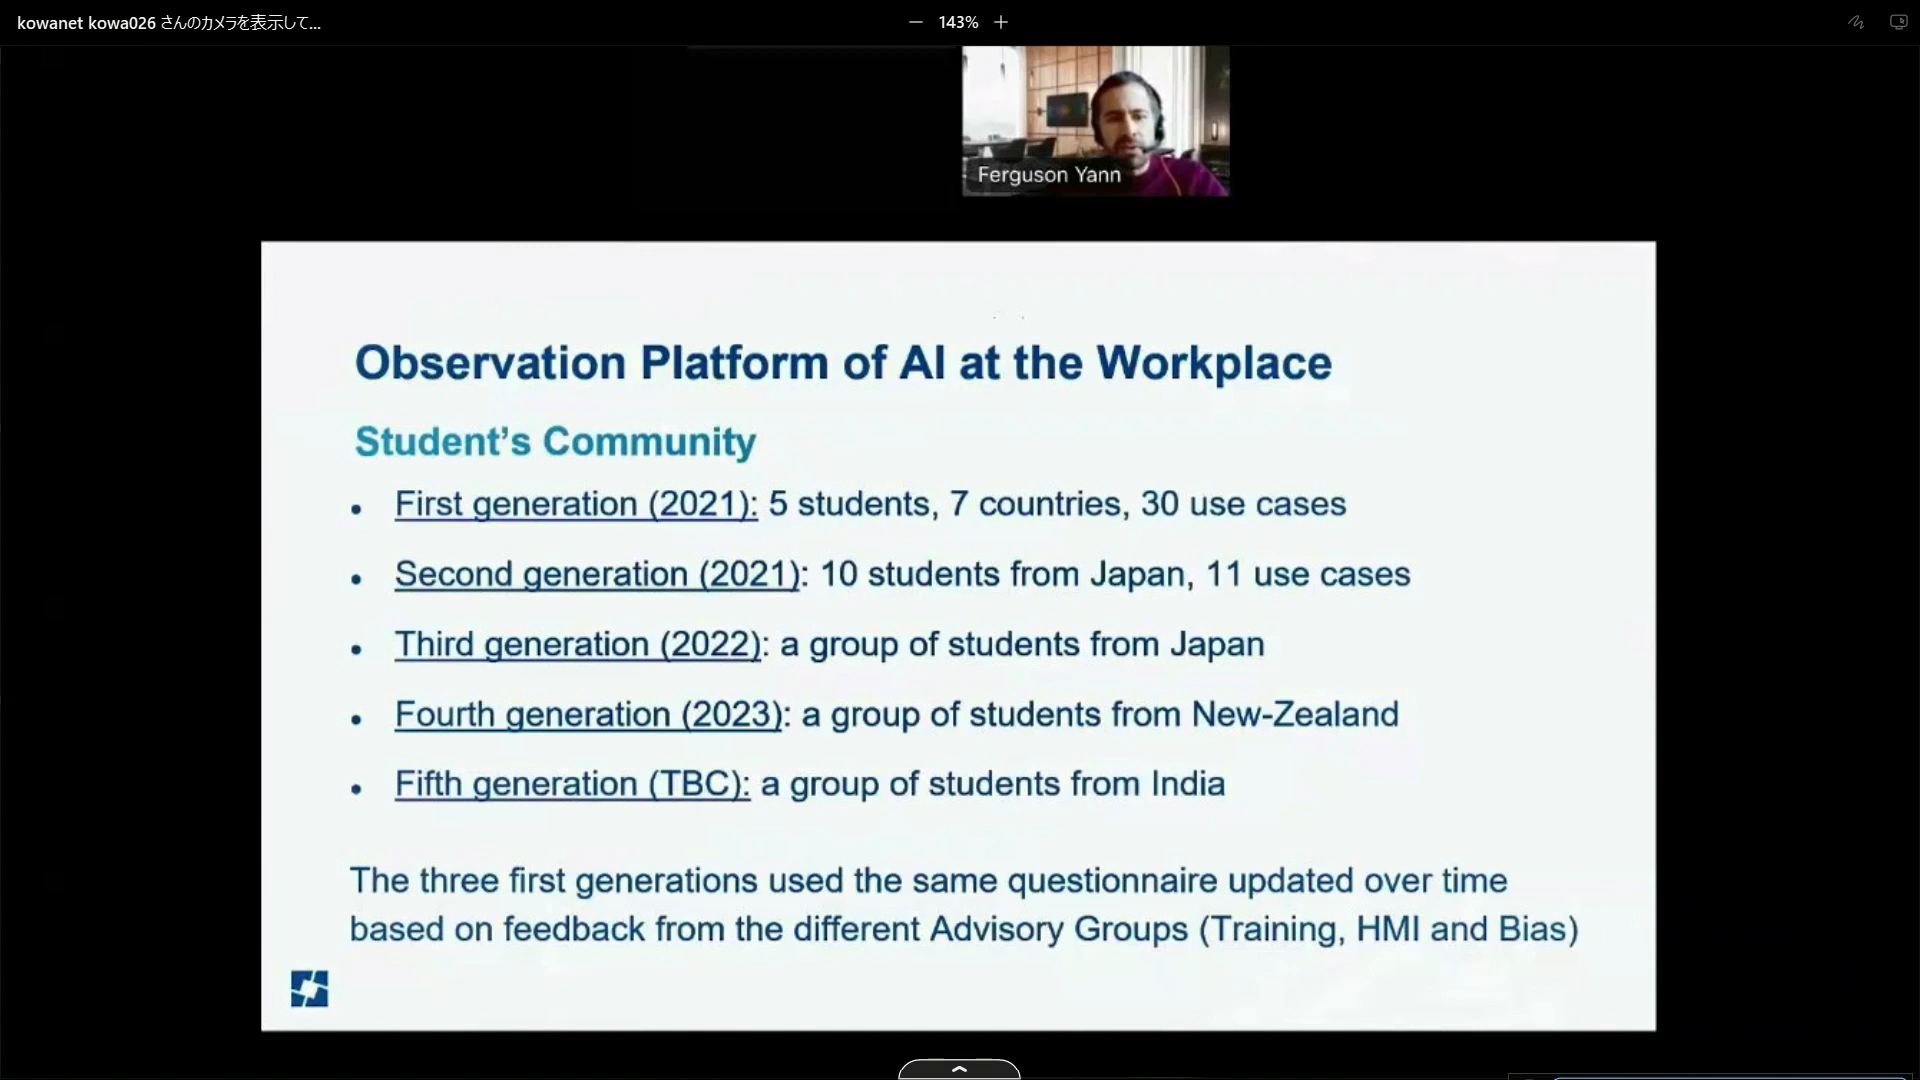 kowanet kowa026 さんのカメラを表示して...
143%
Ferguson Yann
Observation Platform of AI at the Workplace
Student’s Community
• First generation (2021): 5 students, 7 countries, 30 use cases
• Second generation (2021): 10 students from Japan, 11 use cases
• Third generation (2022): a group of students from Japan
• Fourth generation (2023): a group of students from New-Zealand
• Fifth generation (TBC): a group of students from India
The three first generations used the same questionnaire updated over time
based on feedback from the different Advisory Groups (Training, HMI and Bias)